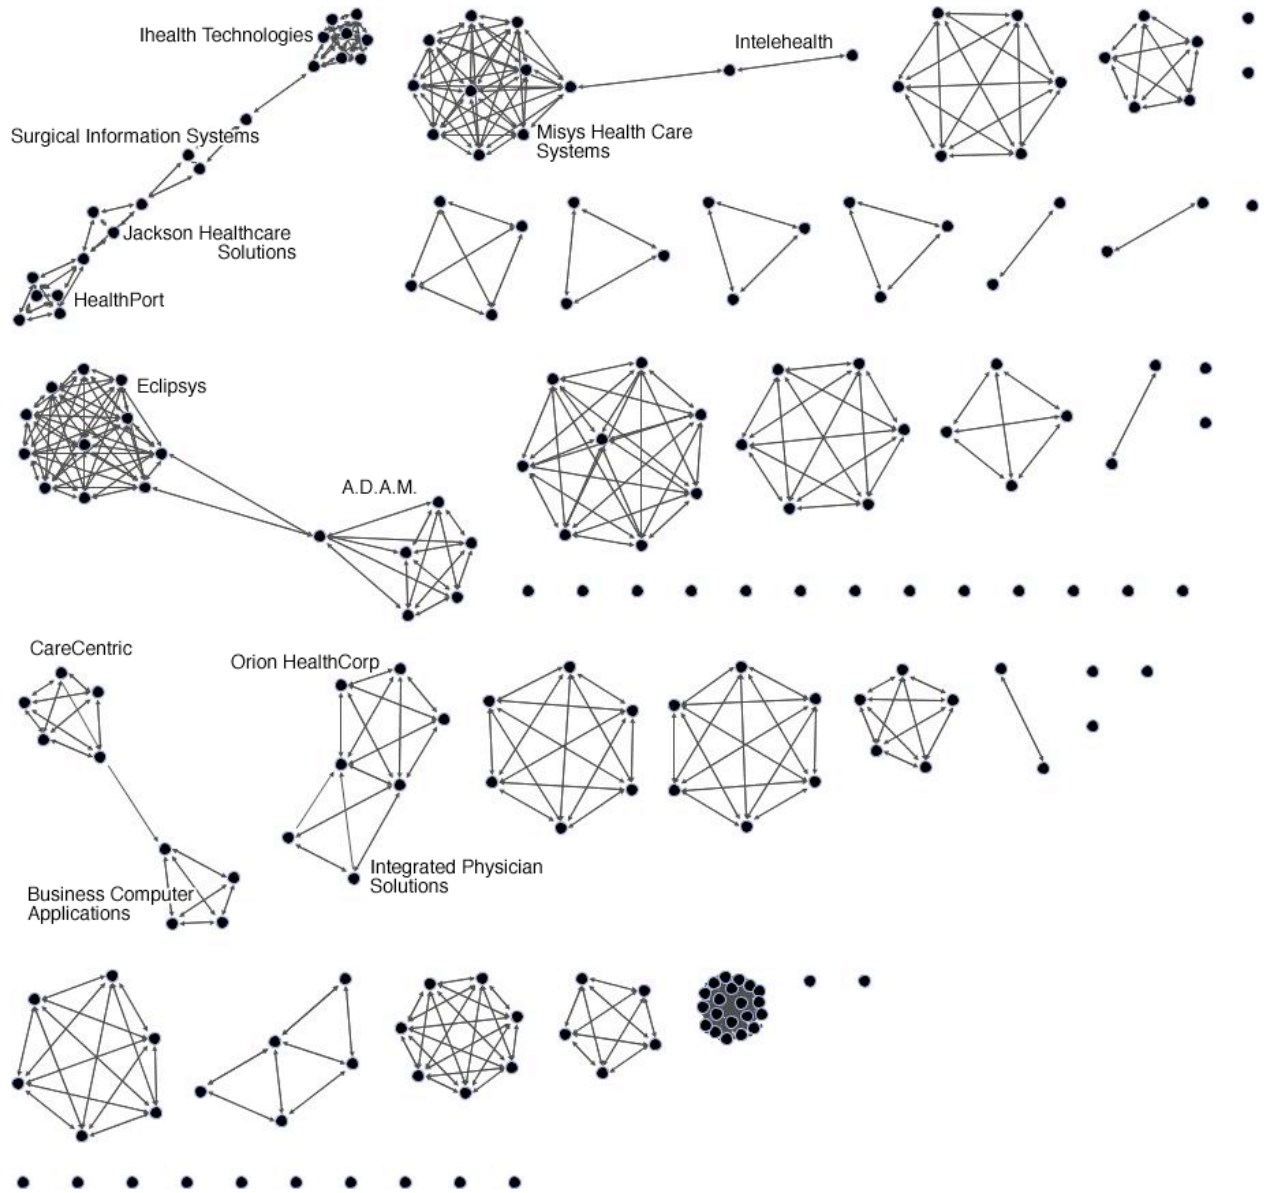 Ihealth Technologies
Intelehealth
Surgical Information Systems
Misys Health Care
Systems
Jackson Healthcare
Solutions
HealthPort
Eclipsys
A.D.A.M.
CareCentric
Orion HealthCorp
Integrated Physician
Solutions
Business Computer
Applications